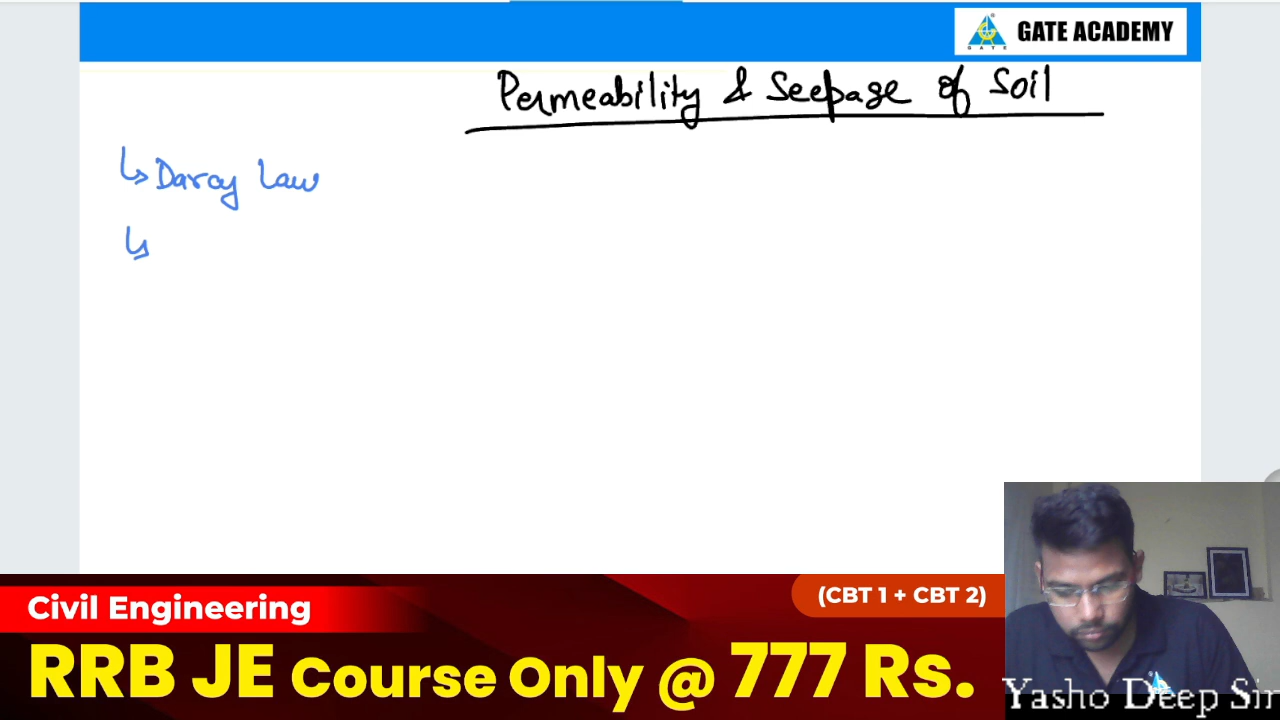 GATE ACADEMY
GATE
Permeability & Seepage of Soil
↳ Darcy Law
↳
Civil Engineering
(CBT 1 + CBT 2)
RRB JE Course Only @ 777 Rs.
Yasho Deep Sir